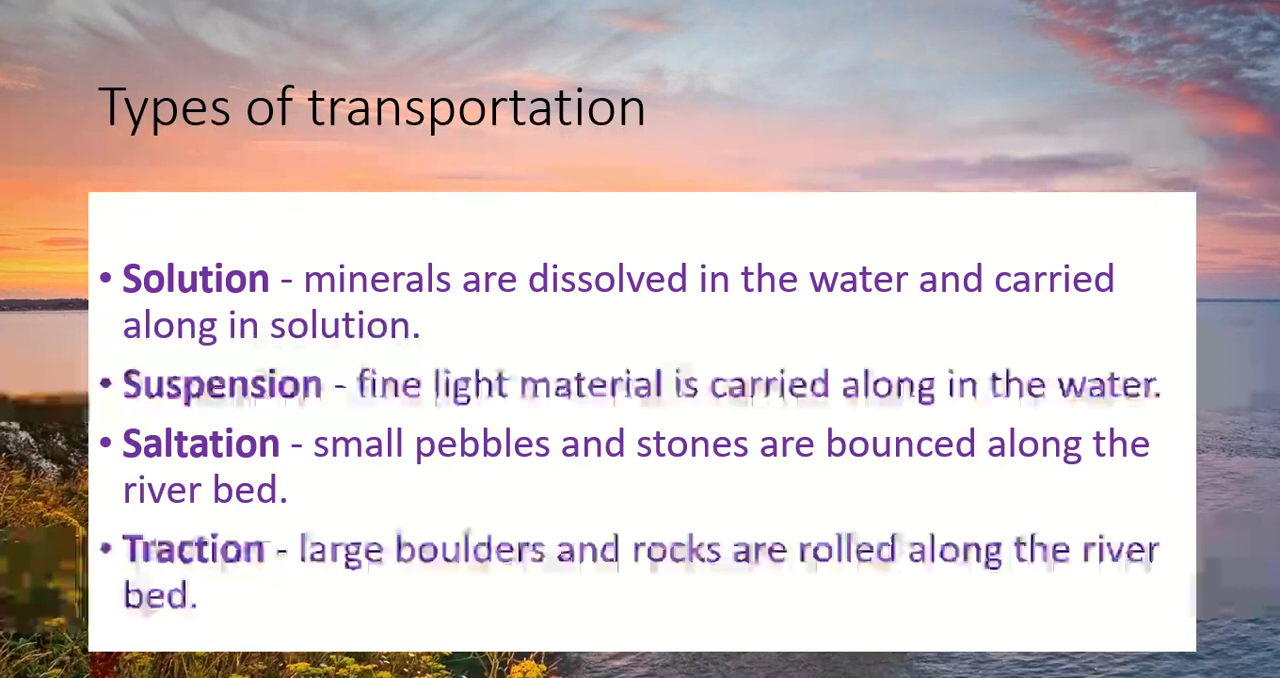 Types of transportation
• Solution - minerals are dissolved in the water and carried
along in solution.
• Suspension - fine light material is carried along in the water.
• Saltation - small pebbles and stones are bounced along the
river bed.
• Traction - large boulders and rocks are rolled along the river
bed.